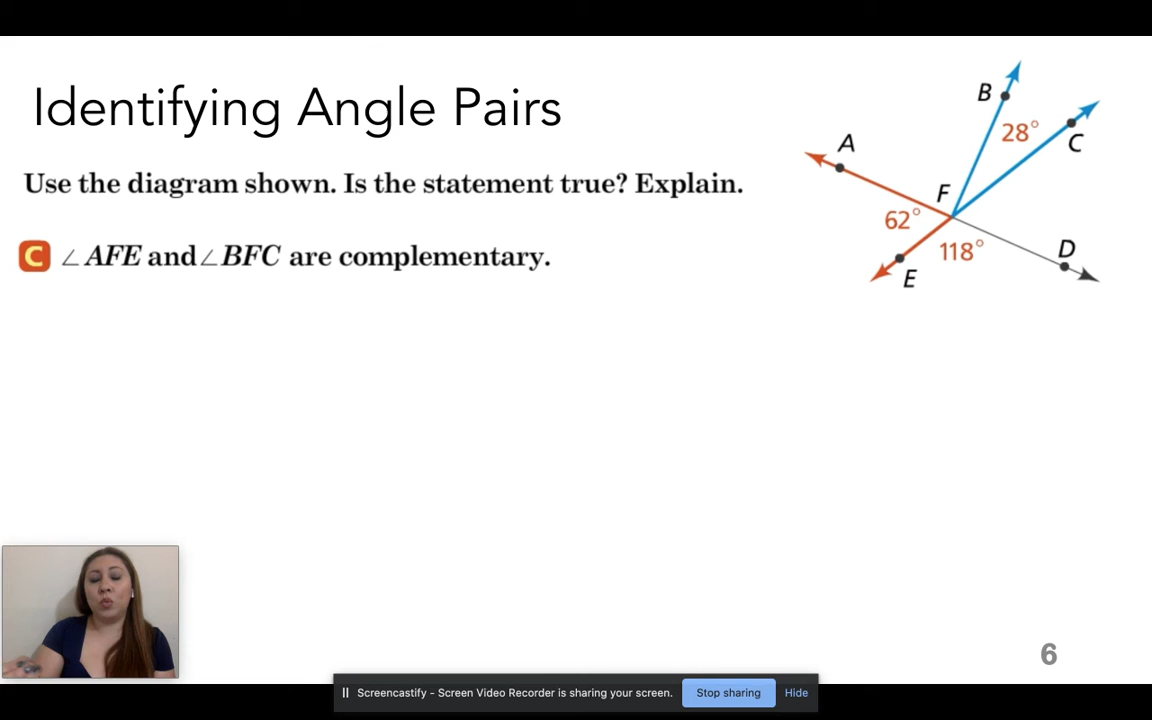 Identifying Angle Pairs
Use the diagram shown. Is the statement true? Explain.
C ∠AFE and ∠BFC are complementary.
B
28°
C
A
F
62°
118°
D
E
6
Screencastify - Screen Video Recorder is sharing your screen.
Stop sharing
Hide